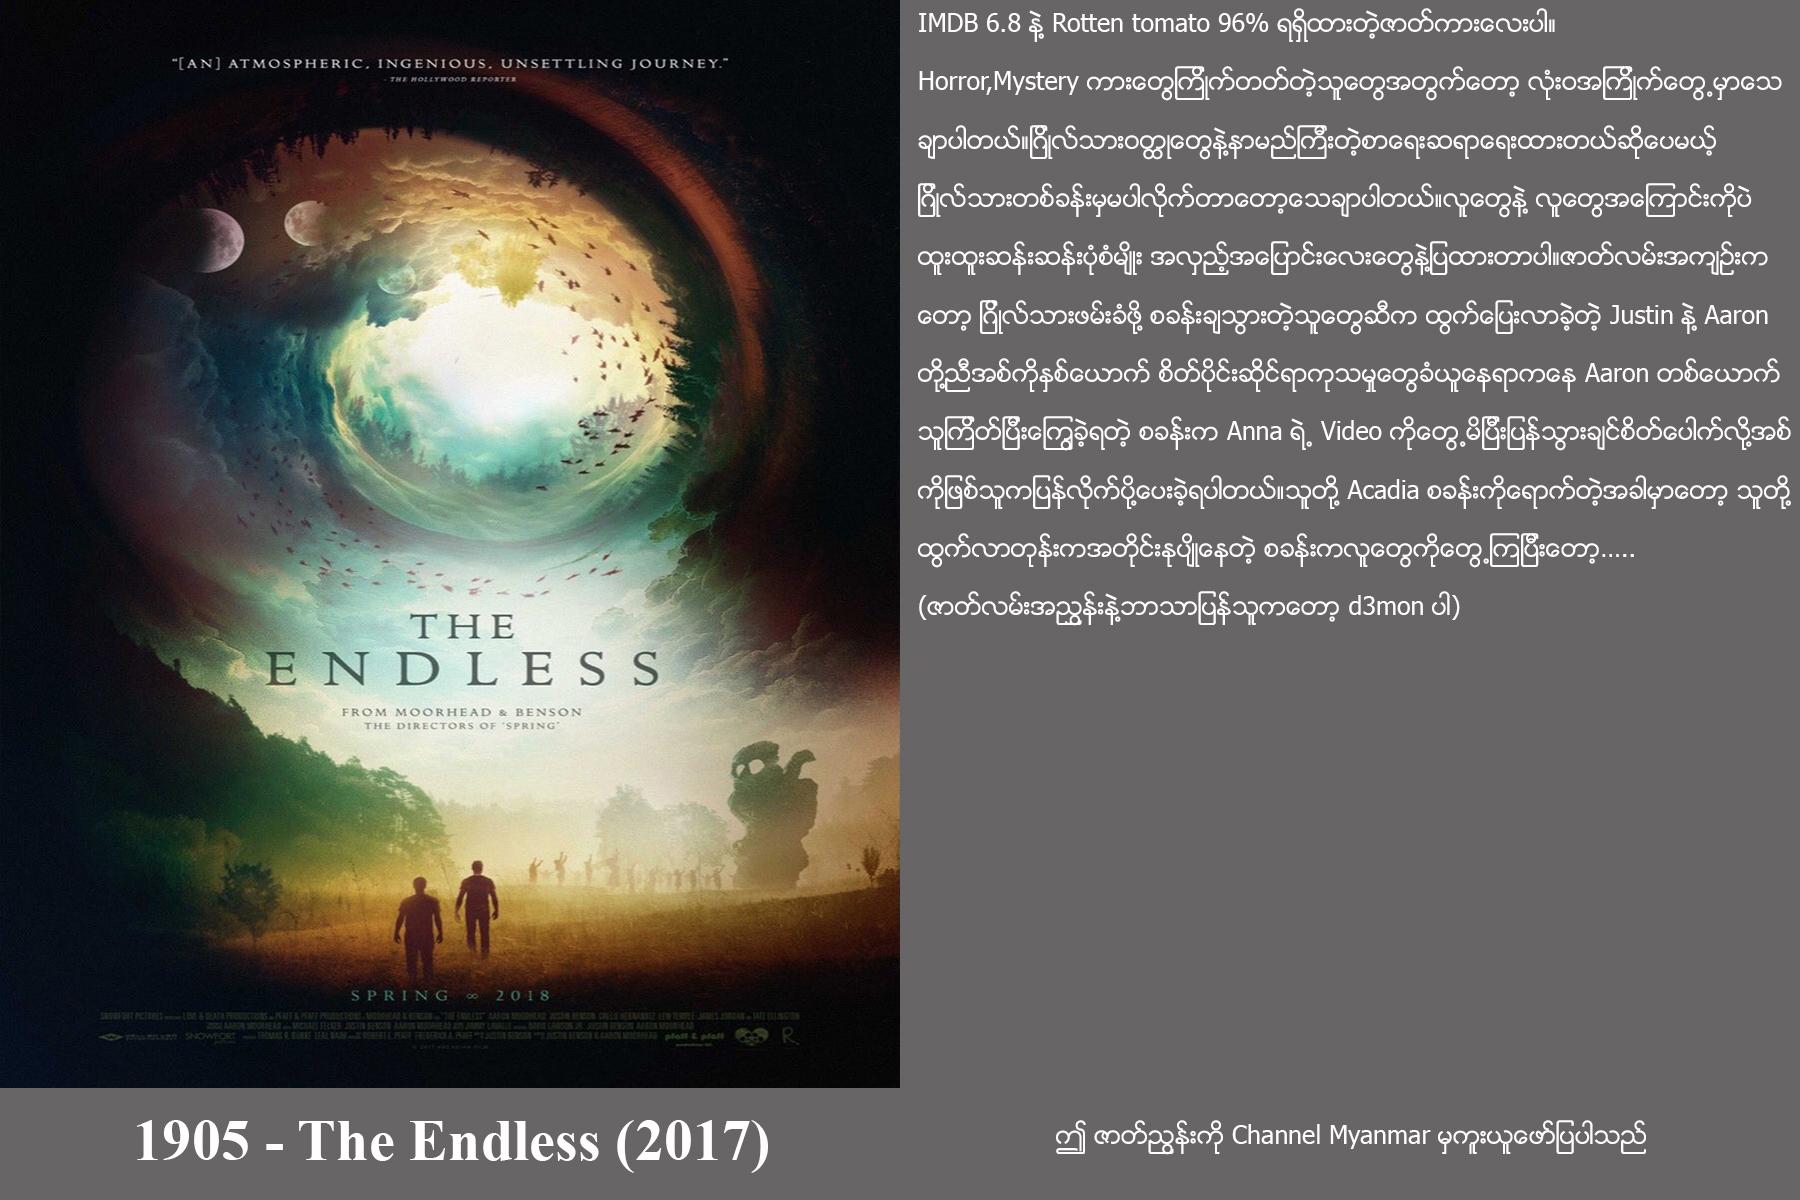 "[AN] ATMOSPHERIC, INGENIOUS, UNSETTLING JOURNEY."
- THE HOLLYWOOD REPORTER
THE
ENDLESS
FROM MOORHEAD & BENSON
THE DIRECTORS OF 'SPRING'
SPRING ∞ 2018
1905 - The Endless (2017)
IMDB 6.8 နဲ့ Rotten tomato 96% ရရှိထားတဲ့ဇာတ်ကားလေးပါ။
Horror,Mystery ကားတွေကြိုက်တတ်တဲ့သူတွေအတွက်တော့ လုံးဝအကြိုက်တွေ့မှာသေ
ချာပါတယ်။ဂြိုလ်သားဝတ္ထုတွေနဲ့နာမည်ကြီးတဲ့စာရေးဆရာရေးထားတယ်ဆိုပေမယ့်
ဂြိုလ်သားတစ်ခန်းမှမပါလိုက်တာတော့သေချာပါတယ်။လူတွေနဲ့ လူတွေအကြောင်းကိုပဲ
ထူးထူးဆန်းဆန်းပုံစံမျိုး အလှည့်အပြောင်းလေးတွေနဲ့ပြထားတာပါ။ဇာတ်လမ်းအကျဉ်းက
တော့ ဂြိုလ်သားဖမ်းခံဖို့ စခန်းချသွားတဲ့သူတွေဆီက ထွက်ပြေးလာခဲ့တဲ့ Justin နဲ့ Aaron
တို့ညီအစ်ကိုနှစ်ယောက် စိတ်ပိုင်းဆိုင်ရာကုသမှုတွေခံယူနေရာကနေ Aaron တစ်ယောက်
သူကြိတ်ပြီးကြွေခဲ့ရတဲ့ စခန်းက Anna ရဲ့ Video ကိုတွေ့မိပြီးပြန်သွားချင်စိတ်ပေါက်လို့အစ်
ကိုဖြစ်သူကပြန်လိုက်ပို့ပေးခဲ့ရပါတယ်။သူတို့ Acadia စခန်းကိုရောက်တဲ့အခါမှာတော့ သူတို့
ထွက်လာတုန်းကအတိုင်းနုပျိုနေတဲ့ စခန်းကလူတွေကိုတွေ့ကြပြီးတော့.....
(ဇာတ်လမ်းအညွှန်းနဲ့ဘာသာပြန်သူကတော့ d3mon ပါ)
ဤ ဇာတ်ညွှန်းကို Channel Myanmar မှကူးယူဖော်ပြပါသည်